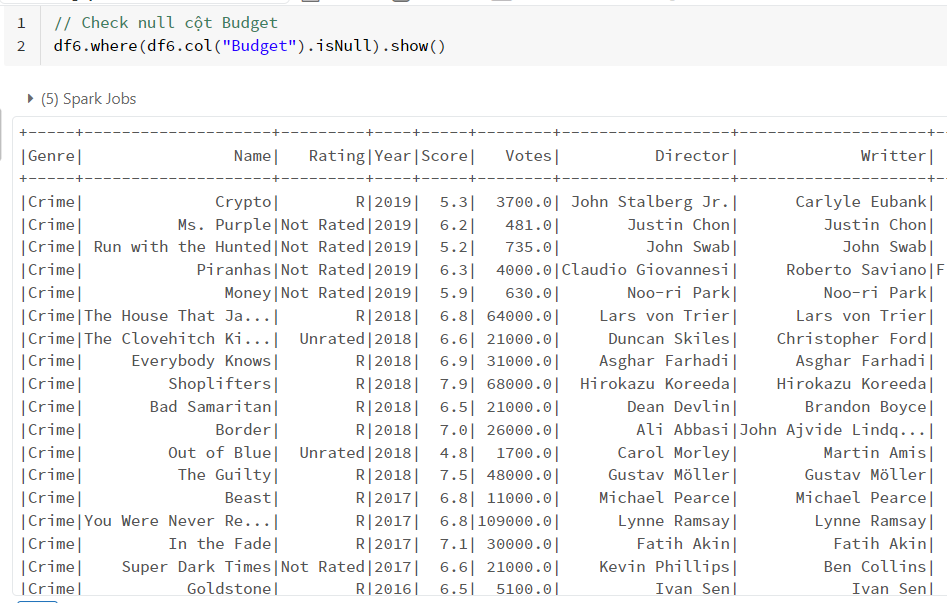 1 // Check null cột Budget
2 df6.where(df6.col("Budget").isNull).show()
(5) Spark Jobs
+-----+--------------------+---------+----+-----+--------+------------------+--------------------+-
|Genre|                Name|   Rating|Year|Score|   Votes|          Director|             Writter|
+-----+--------------------+---------+----+-----+--------+------------------+--------------------+-
|Crime|              Crypto|        R|2019|  5.3|  3700.0| John Stalberg Jr.|      Carlyle Eubank|
|Crime|          Ms. Purple|Not Rated|2019|  6.2|   481.0|       Justin Chon|         Justin Chon|
|Crime| Run with the Hunted|Not Rated|2019|  5.2|   735.0|         John Swab|           John Swab|
|Crime|            Piranhas|Not Rated|2019|  6.3|  4000.0|Claudio Giovannesi|     Roberto Saviano|F
|Crime|               Money|Not Rated|2019|  5.9|   630.0|       Noo-ri Park|         Noo-ri Park|
|Crime|The House That Ja...|        R|2018|  6.8| 64000.0|    Lars von Trier|      Lars von Trier|
|Crime|The Clovehitch Ki...|  Unrated|2018|  6.6| 21000.0|    Duncan Skiles|    Christopher Ford|
|Crime|     Everybody Knows|        R|2018|  6.9| 31000.0|    Asghar Farhadi|      Asghar Farhadi|
|Crime|         Shoplifters|        R|2018|  7.9| 68000.0|  Hirokazu Koreeda|    Hirokazu Koreeda|
|Crime|       Bad Samaritan|        R|2018|  6.5| 21000.0|       Dean Devlin|       Brandon Boyce|
|Crime|              Border|        R|2018|  7.0| 26000.0|        Ali Abbasi|John Ajvide Lindq...|
|Crime|         Out of Blue|  Unrated|2018|  4.8|  1700.0|      Carol Morley|         Martin Amis|
|Crime|          The Guilty|        R|2018|  7.5| 48000.0|     Gustav Möller|       Gustav Möller|
|Crime|               Beast|        R|2017|  6.8| 11000.0|    Michael Pearce|      Michael Pearce|
|Crime|You Were Never Re...|        R|2017|  6.8|109000.0|      Lynne Ramsay|        Lynne Ramsay|
|Crime|         In the Fade|        R|2017|  7.1| 30000.0|        Fatih Akin|          Fatih Akin|
|Crime|    Super Dark Times|Not Rated|2017|  6.6| 21000.0|    Kevin Phillips|         Ben Collins|
|Crime|           Goldstone|        R|2016|  6.5|  5100.0|          Ivan Sen|            Ivan Sen|